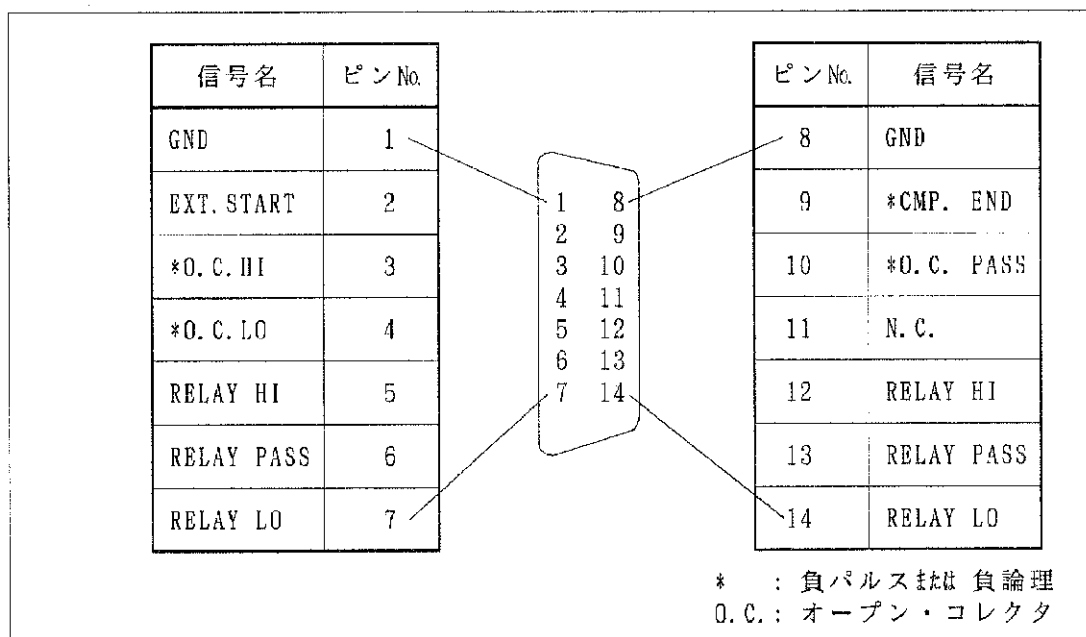 信号名 ピンNo.
GND 1
EXT. START 2
*O.C.HI 3
*O.C.LO 4
RELAY HI 5
RELAY PASS 6
RELAY LO 7
1 8
2 9
3 10
4 11
5 12
6 13
7 14
ピンNo. 信号名
8 GND
9 *CMP. END
10 *O.C. PASS
11 N.C.
12 RELAY HI
13 RELAY PASS
14 RELAY LO
* : 負パルスまたは 負論理
O.C.: オープン・コレクタ